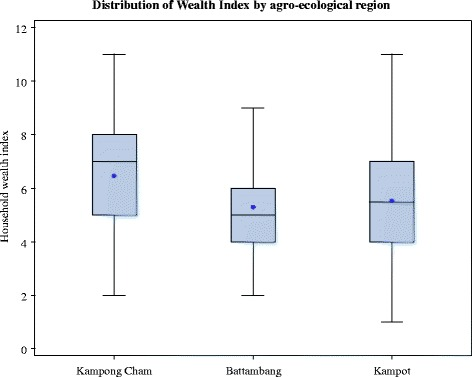 Distribution of Wealth Index by agro-ecological region
12
10
8
6
4
2
0
Household wealth index
Kampong Cham Battambang Kampot